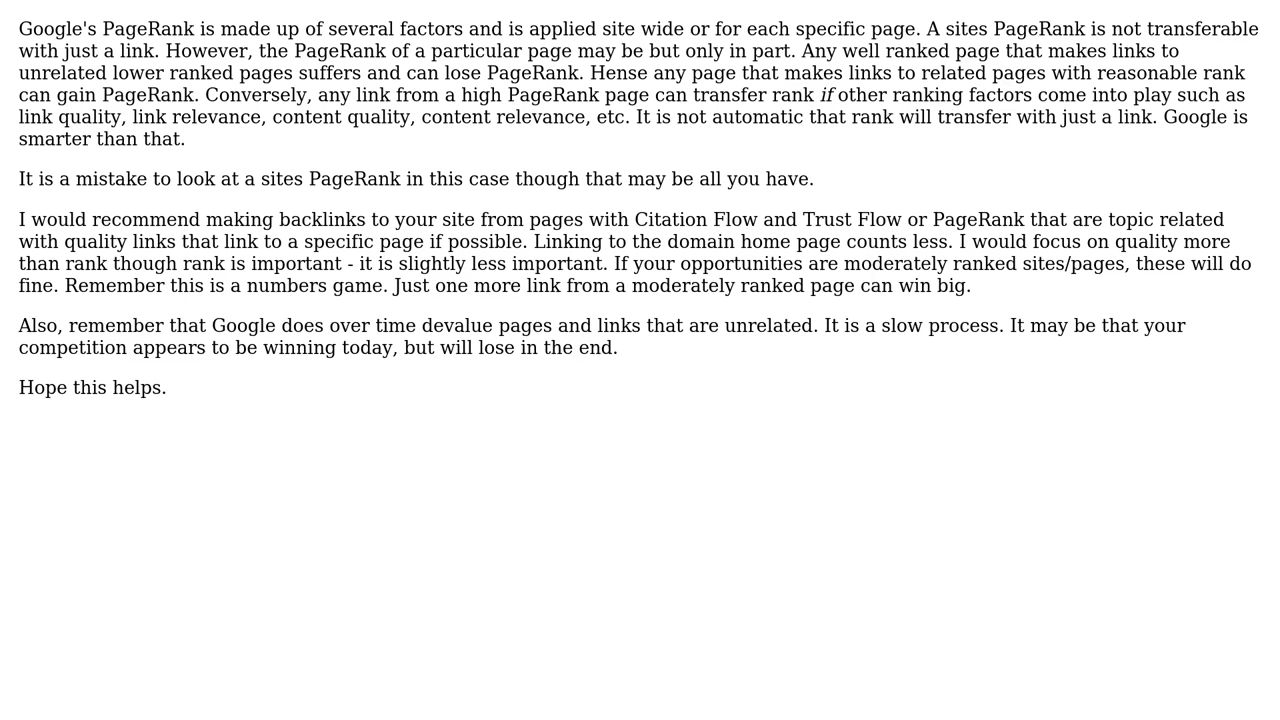 Google's PageRank is made up of several factors and is applied site wide or for each specific page. A sites PageRank is not transferable
with just a link. However, the PageRank of a particular page may be but only in part. Any well ranked page that makes links to
unrelated lower ranked pages suffers and can lose PageRank. Hense any page that makes links to related pages with reasonable rank
can gain PageRank. Conversely, any link from a high PageRank page can transfer rank if other ranking factors come into play such as
link quality, link relevance, content quality, content relevance, etc. It is not automatic that rank will transfer with just a link. Google is
smarter than that.
It is a mistake to look at a sites PageRank in this case though that may be all you have.
I would recommend making backlinks to your site from pages with Citation Flow and Trust Flow or PageRank that are topic related
with quality links that link to a specific page if possible. Linking to the domain home page counts less. I would focus on quality more
than rank though rank is important - it is slightly less important. If your opportunities are moderately ranked sites/pages, these will do
fine. Remember this is a numbers game. Just one more link from a moderately ranked page can win big.
Also, remember that Google does over time devalue pages and links that are unrelated. It is a slow process. It may be that your
competition appears to be winning today, but will lose in the end.
Hope this helps.